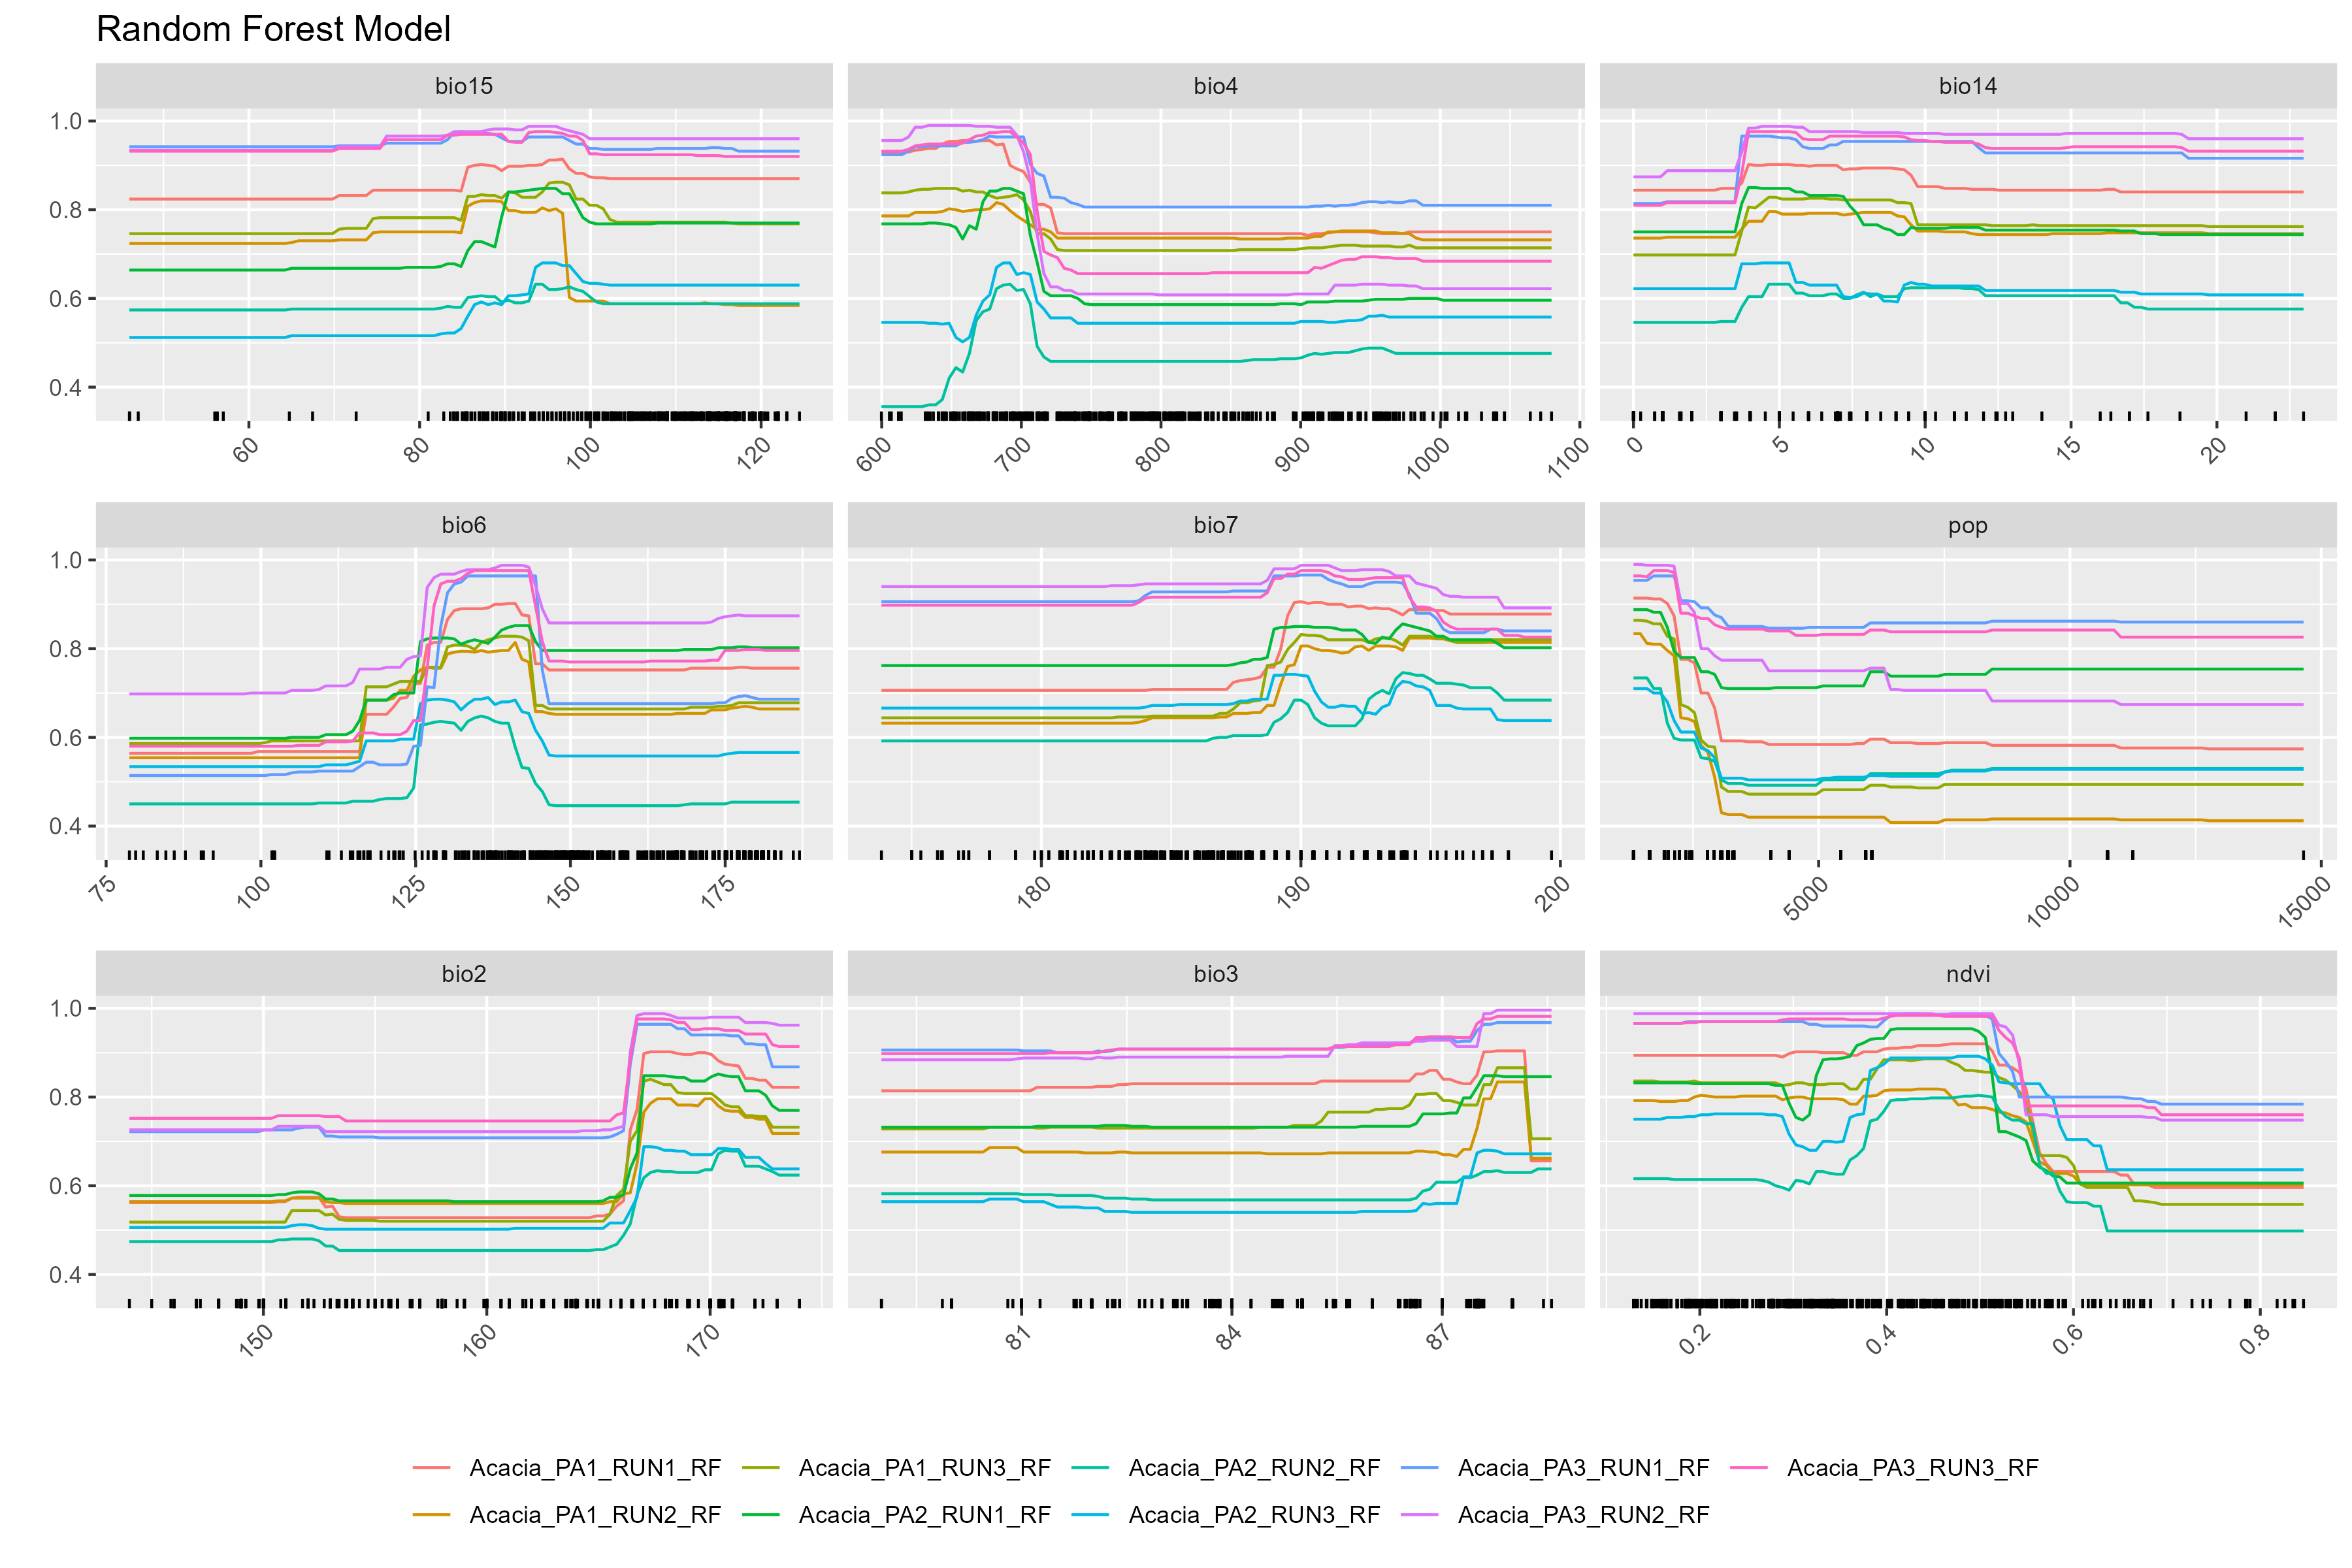 Random Forest Model
bio15 bio4 bio14
1.0
0.8
0.6
0.4
60 80 100 120 600 700 800 900 1000 1100 0 5 10 15 20
bio6 bio7 pop
1.0
0.8
0.6
0.4
75 100 125 150 175 180 190 200 5000 10000 15000
bio2 bio3 ndvi
1.0
0.8
0.6
0.4
150 160 170 81 84 87 0.2 0.4 0.6 0.8
Acacia_PA1_RUN1_RF Acacia_PA1_RUN3_RF Acacia_PA2_RUN2_RF Acacia_PA3_RUN1_RF Acacia_PA3_RUN3_RF
Acacia_PA1_RUN2_RF Acacia_PA2_RUN1_RF Acacia_PA2_RUN3_RF Acacia_PA3_RUN2_RF